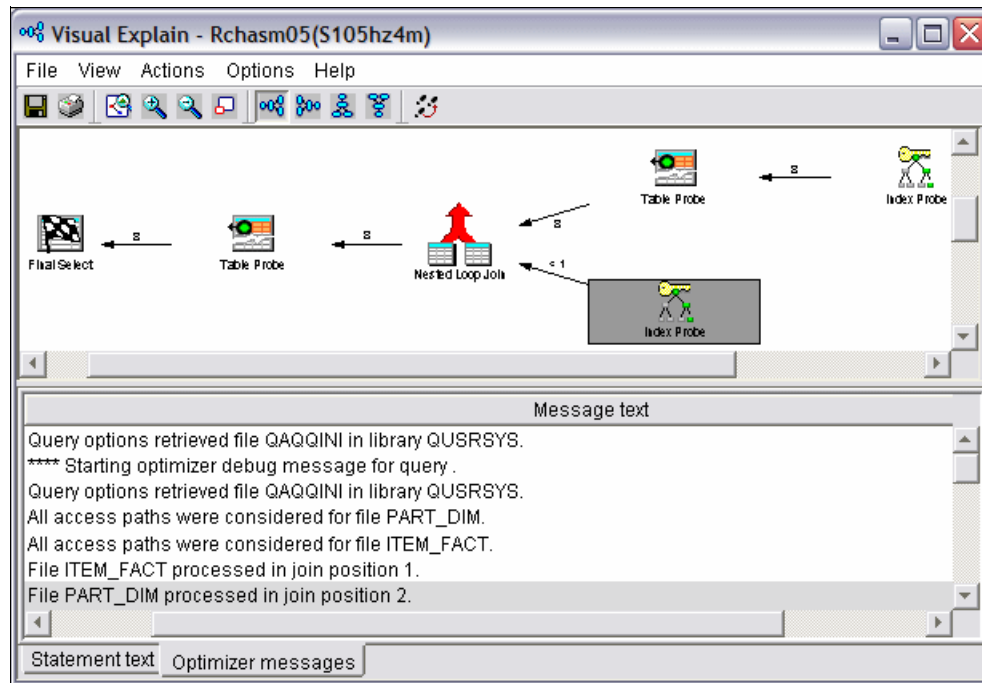 Visual Explain - Rchasm05(S105hz4m)
File View Actions Options Help
Table Probe
8
Index Probe
Final Select
8
Table Probe
8
Nested Loop Join
8
< 1
Index Probe
Message text
Query options retrieved file QAQQINI in library QUSRSYS.
**** Starting optimizer debug message for query .
Query options retrieved file QAQQINI in library QUSRSYS.
All access paths were considered for file PART_DIM.
All access paths were considered for file ITEM_FACT.
File ITEM_FACT processed in join position 1.
File PART_DIM processed in join position 2.
Statement text Optimizer messages